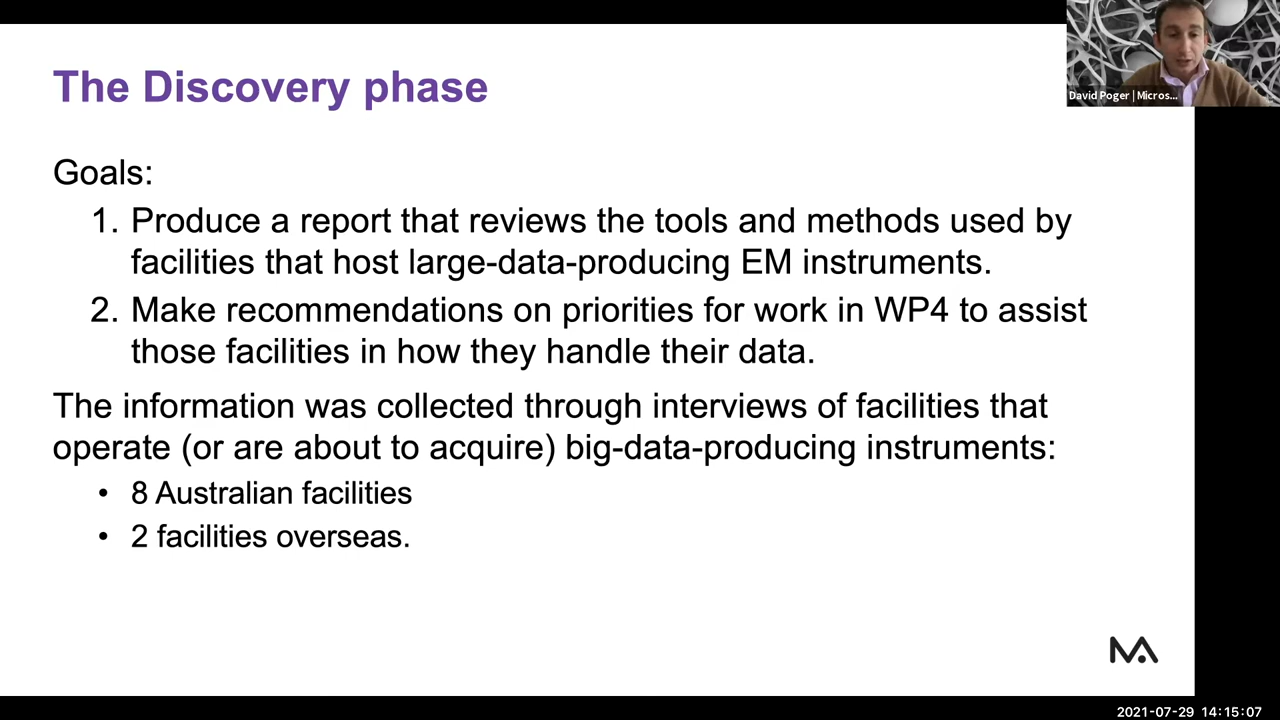 The Discovery phase
David Poger | Micros...
Goals:
1. Produce a report that reviews the tools and methods used by
facilities that host large-data-producing EM instruments.
2. Make recommendations on priorities for work in WP4 to assist
those facilities in how they handle their data.
The information was collected through interviews of facilities that
operate (or are about to acquire) big-data-producing instruments:
• 8 Australian facilities
• 2 facilities overseas.
MA
2021-07-29 14:15:07